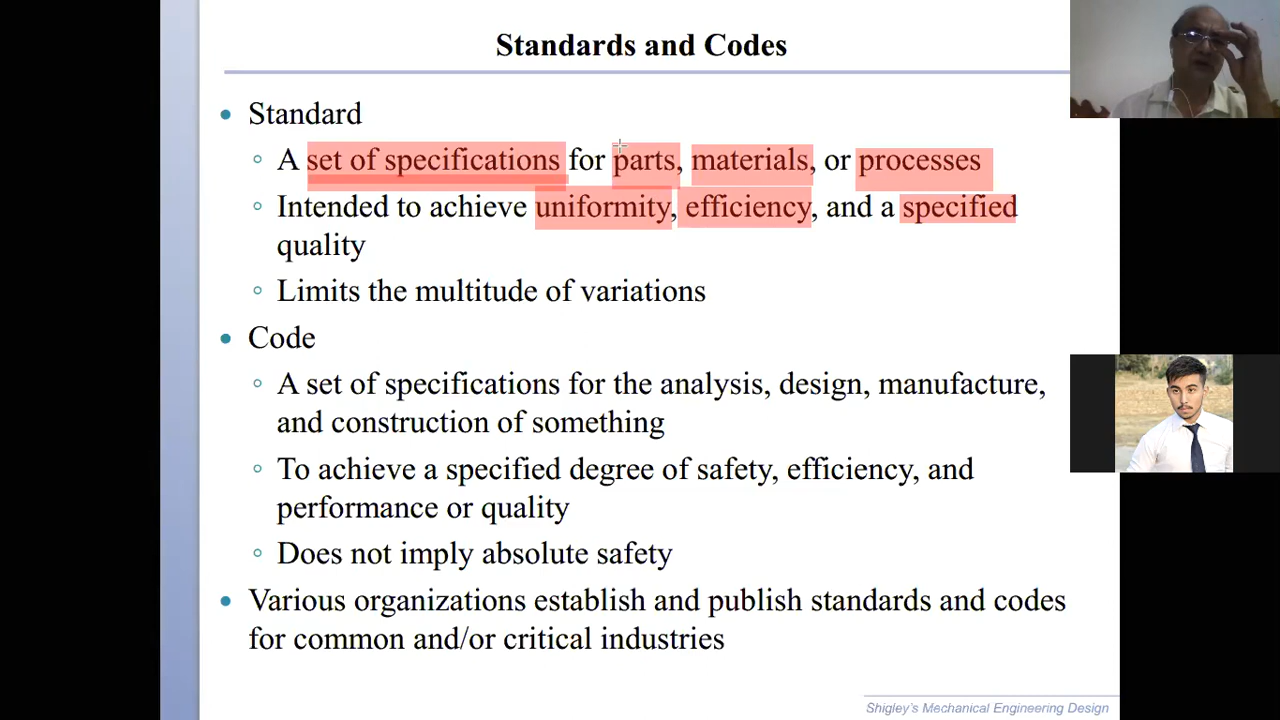 Standards and Codes
• Standard
◦ A set of specifications for parts, materials, or processes
◦ Intended to achieve uniformity, efficiency, and a specified
quality
◦ Limits the multitude of variations
• Code
◦ A set of specifications for the analysis, design, manufacture,
and construction of something
◦ To achieve a specified degree of safety, efficiency, and
performance or quality
◦ Does not imply absolute safety
• Various organizations establish and publish standards and codes
for common and/or critical industries
Shigley's Mechanical Engineering Design